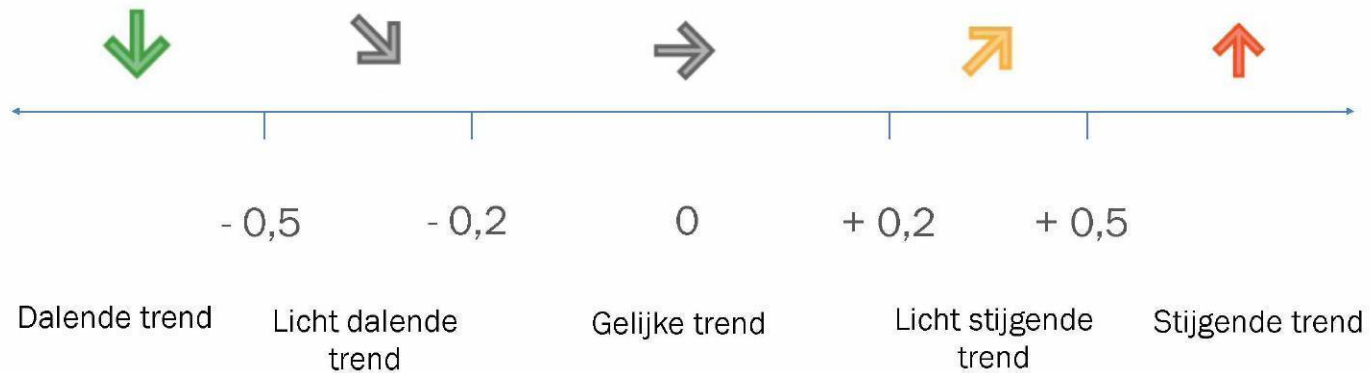 - 0,5
- 0,2
0
+ 0,2
+ 0,5
Dalende trend
Licht dalende
trend
Gelijke trend
Licht stijgende
trend
Stijgende trend